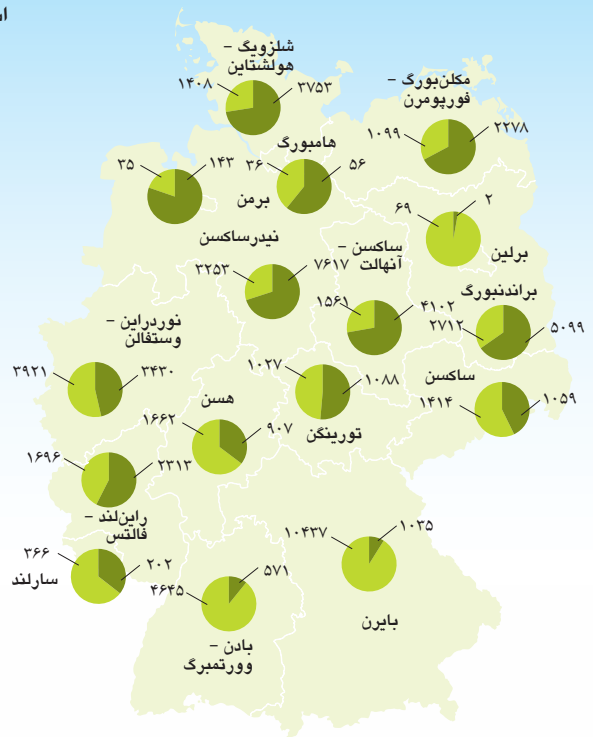 ا
شلزویگ –
هولشتاین
۱۴۰۸
۳۷۵۳
مکلن‌بورگ –
فورپومرن
۱۰۹۹
۲۲۷۸
هامبورگ
۳۶
۵۶
۳۵
۱۴۳
برمن
۶۹
۲
برلین
نیدرساکسن
۳۲۵۳
۷۶۱۷
ساکسن –
آنهالت
۱۵۶۱
۴۱۰۲
براندنبورگ
۲۷۱۲
۵۰۹۹
نوردراین –
وستفالن
۳۹۲۱
۳۴۳۰
۱۰۲۷
۱۰۸۸
تورینگن
ساکسن
۱۴۱۴
۱۰۵۹
هسن
۱۶۶۲
۹۰۷
۱۶۹۶
۲۳۱۳
راین‌لند –
فالتس
۳۶۶
۲۰۲
سارلند
۴۶۴۵
۵۷۱
بادن –
وورتمبرگ
۱۰۴۳۷
۱۰۳۵
بایرن